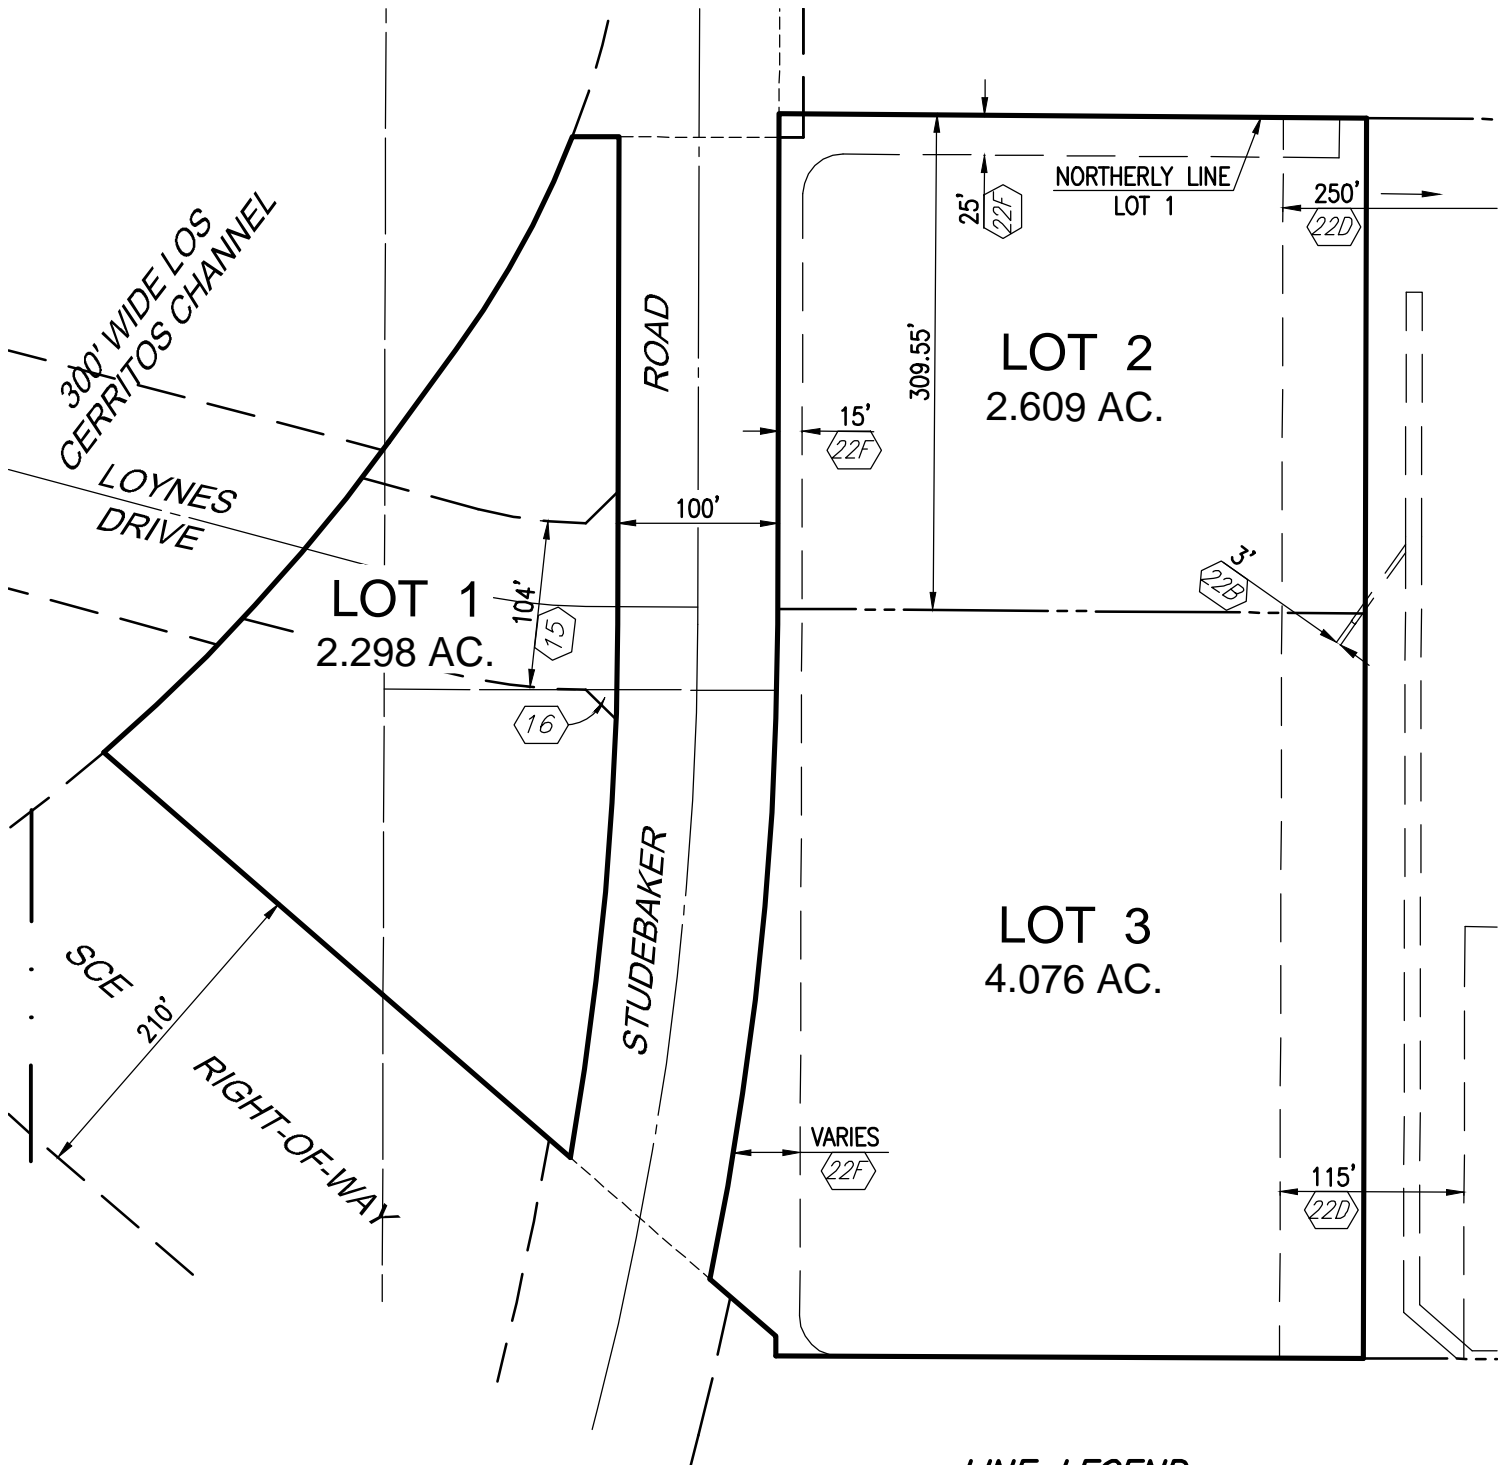 300' WIDE LOS
CERRITOS CHANNEL
LOYNES
DRIVE
LOT 1
2.298 AC.
104'
15
16
ROAD
100'
STUDEBAKER
SCE
210'
RIGHT-OF-WAY
25'
22F
NORTHERLY LINE
LOT 1
250'
22D
309.55'
LOT 2
2.609 AC.
15'
22F
3'
22B
LOT 3
4.076 AC.
VARIES
22F
115'
22D
LINE LEGEND